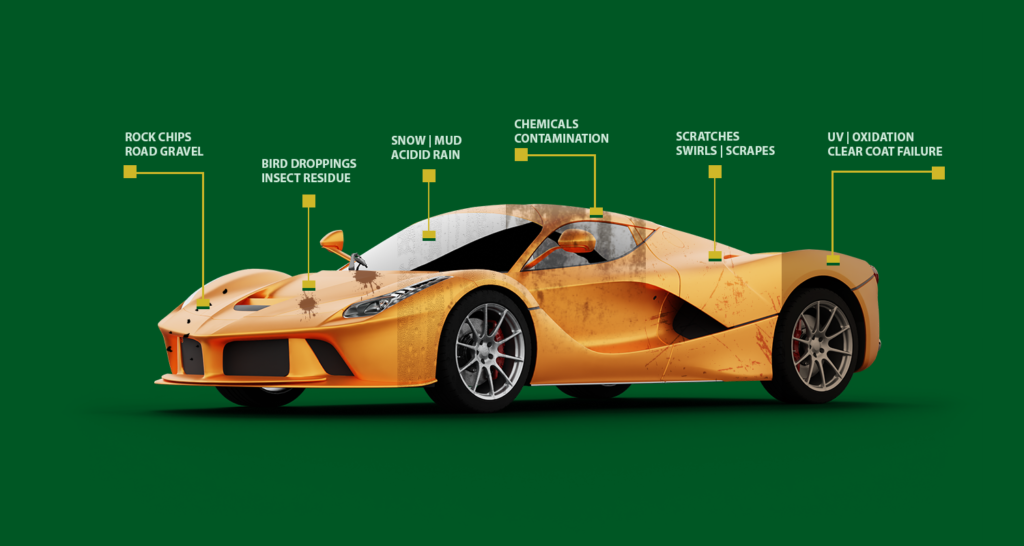 ROCK CHIPS
ROAD GRAVEL
BIRD DROPPINGS
INSECT RESIDUE
SNOW | MUD
ACIDID RAIN
CHEMICALS
CONTAMINATION
SCRATCHES
SWIRLS | SCRAPES
UV | OXIDATION
CLEAR COAT FAILURE